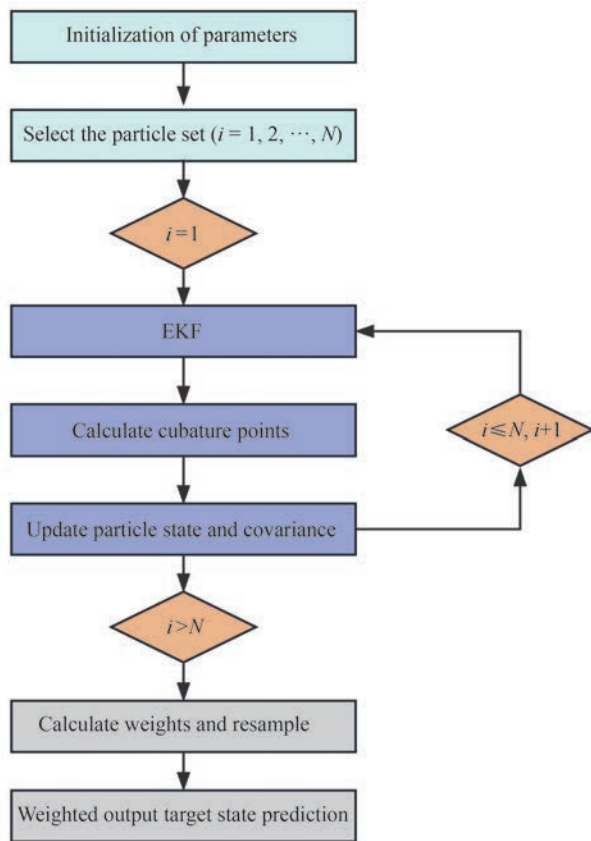 Initialization of parameters
Select the particle set (i = 1, 2, ⋯, N)
i=1
EKF
Calculate cubature points
i≤N, i+1
Update particle state and covariance
i>N
Calculate weights and resample
Weighted output target state prediction